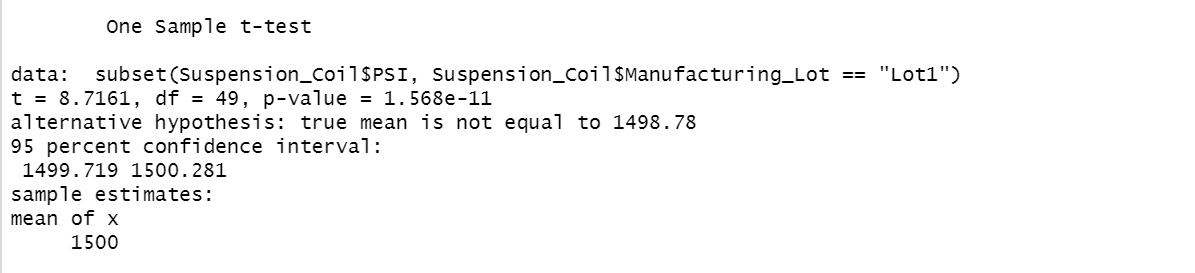 One Sample t-test
data:  subset(Suspension_Coil$PSI, Suspension_Coil$Manufacturing_Lot == "Lot1")
t = 8.7161, df = 49, p-value = 1.568e-11
alternative hypothesis: true mean is not equal to 1498.78
95 percent confidence interval:
 1499.719 1500.281
sample estimates:
mean of x
     1500